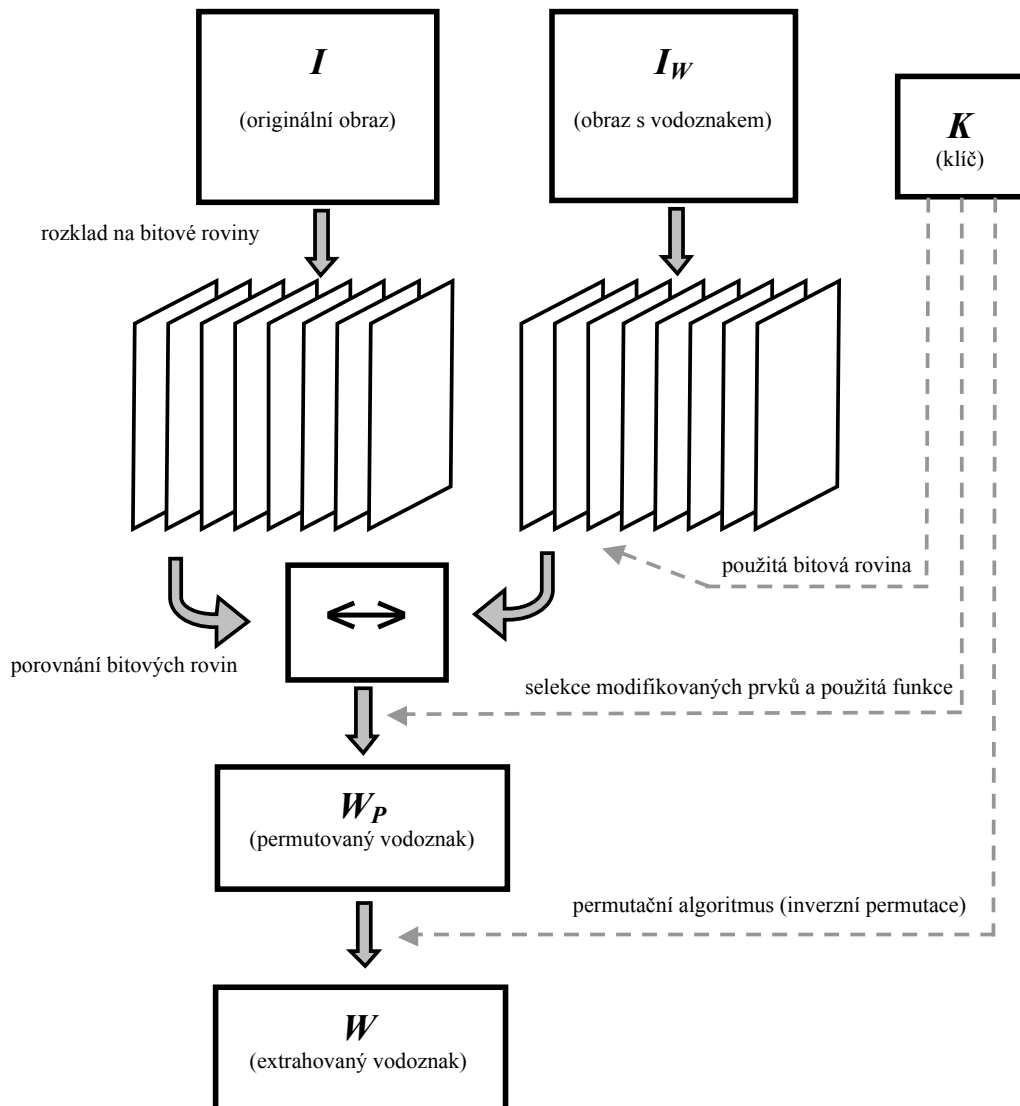 I
(originální obraz)
I_W
(obraz s vodoznakem)
K
(klíč)
rozklad na bitové roviny
použitá bitová rovina
porovnání bitových rovin
selekce modifikovaných prvků a použitá funkce
W_P
(permutovaný vodoznak)
permutační algoritmus (inverzní permutace)
W
(extrahovaný vodoznak)